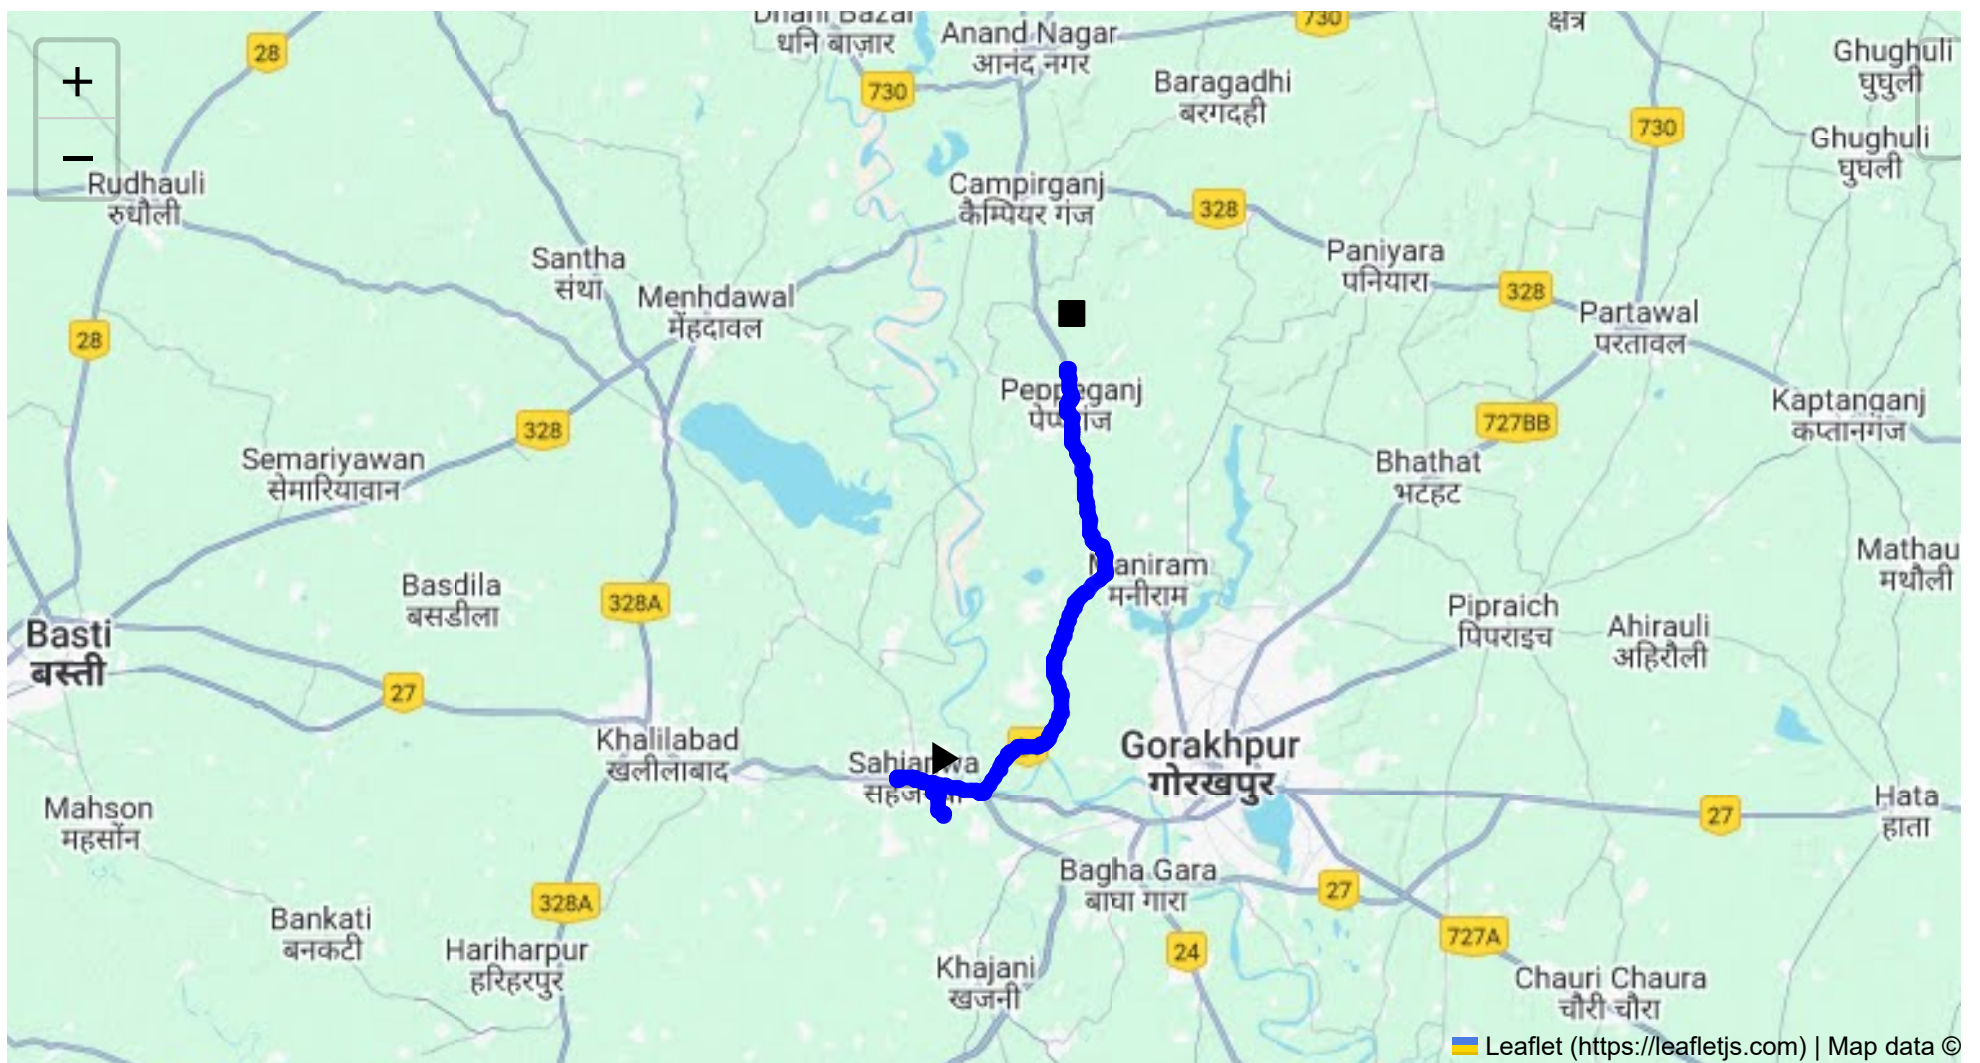 +
−
28
730
Anand Nagar
आनंद नगर
धनि बाज़ार
730
Baragadhi
बरगदही
Ghughuli
घुघुली
730
Ghughuli
घुघली
Rudhauli
रुधौली
Campirganj
कैम्पियर गंज
328
Santha
संथा
Paniyara
पनियारा
328
Menhdawal
मेंहदावल
Partawal
परतावल
28
Kaptanganj
कप्तानगंज
727BB
328
Semariyawan
सेमारियावान
Bhathat
भटहट
Mathau
मथौली
Basdila
बसडीला
328A
मनीराम
Pipraich
पिपराइच
Ahirauli
अहिरौली
Basti
बस्ती
27
Khalilabad
खलीलाबाद
Gorakhpur
गोरखपुर
Mahson
महसोंन
27
Hata
हाता
Bagha Gara
बाघा गारा
27
328A
Bankati
बनकटी
Hariharpur
हरिहरपुर
24
727A
Khajani
खजनी
Chauri Chaura
चौरी चौरा
Leaflet (https://leafletjs.com) | Map data ©